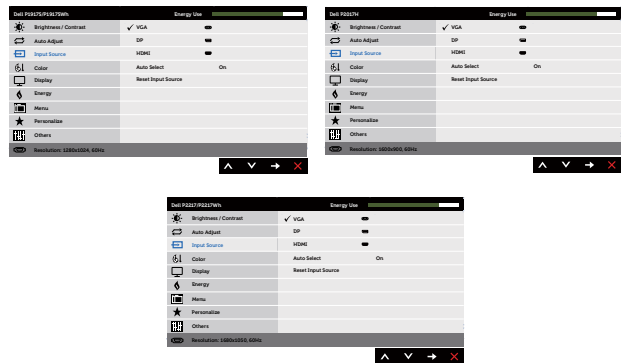 Dell P1917S/P1917SWh Energy Use
Brightness / Contrast ✓ VGA
Auto Adjust DP
Input Source HDMI
Color Auto Select On
Display Reset Input Source
Energy
Menu
Personalize
Others
Resolution: 1280x1024, 60Hz
Dell P2017H Energy Use
Brightness / Contrast ✓ VGA
Auto Adjust DP
Input Source HDMI
Color Auto Select On
Display Reset Input Source
Energy
Menu
Personalize
Others
Resolution: 1600x900, 60Hz
Dell P2217/P2217Wh Energy Use
Brightness / Contrast ✓ VGA
Auto Adjust DP
Input Source HDMI
Color Auto Select On
Display Reset Input Source
Energy
Menu
Personalize
Others
Resolution: 1680x1050, 60Hz